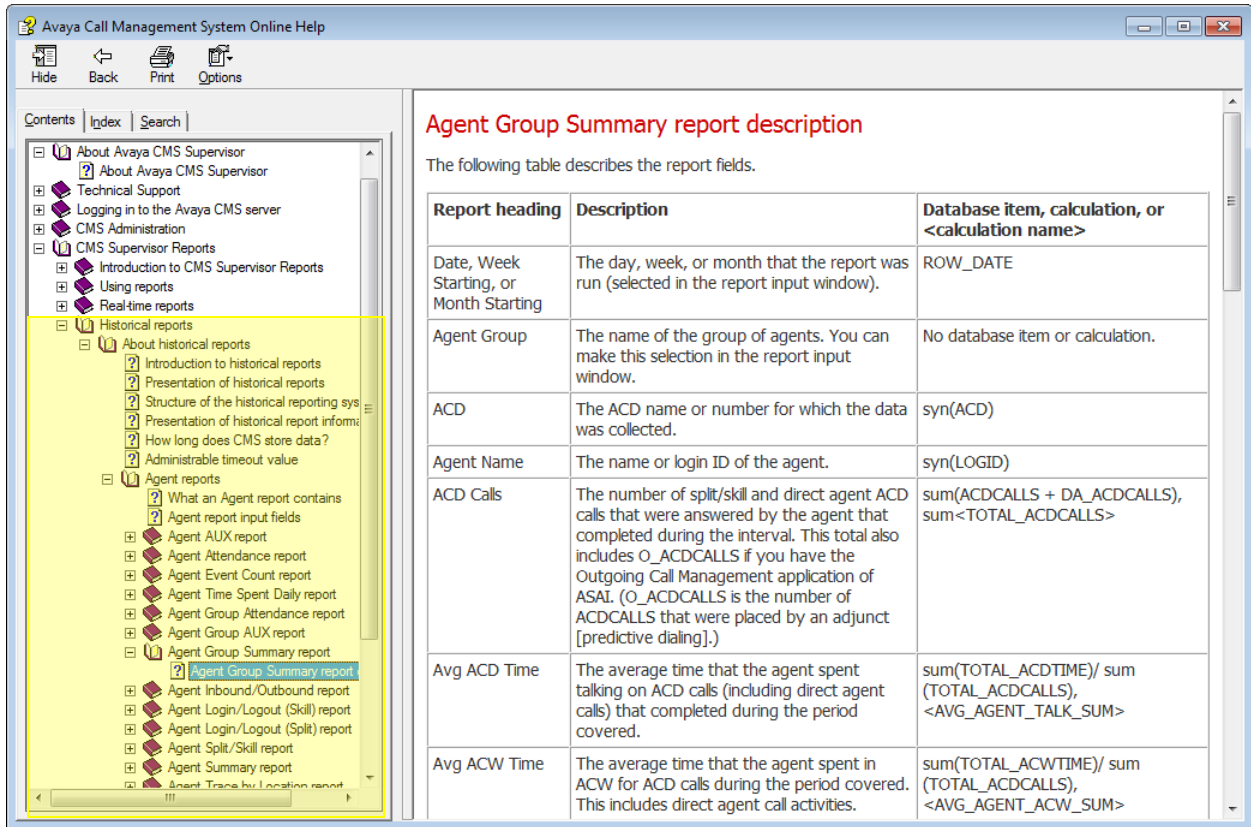 Avaya Call Management System Online Help
Hide Back Print Options
Contents Index Search
About Avaya CMS Supervisor
About Avaya CMS Supervisor
Technical Support
Logging in to the Avaya CMS server
CMS Administration
CMS Supervisor Reports
Introduction to CMS Supervisor Reports
Using reports
Real-time reports
Historical reports
About historical reports
Introduction to historical reports
Presentation of historical reports
Structure of the historical reporting sys
Presentation of historical report informa
How long does CMS store data?
Administrable timeout value
Agent reports
What an Agent report contains
Agent report input fields
Agent AUX report
Agent Attendance report
Agent Event Count report
Agent Time Spent Daily report
Agent Group Attendance report
Agent Group AUX report
Agent Group Summary report
Agent Group Summary report
Agent Inbound/Outbound report
Agent Login/Logout (Skill) report
Agent Login/Logout (Split) report
Agent Split/Skill report
Agent Summary report
Agent Trace by Location report
Agent Group Summary report description
The following table describes the report fields.
Report heading Description Database item, calculation, or
<calculation name>
Date, Week The day, week, or month that the report was ROW_DATE
Starting, or run (selected in the report input window).
Month Starting
Agent Group The name of the group of agents. You can No database item or calculation.
make this selection in the report input
window.
ACD The ACD name or number for which the data syn(ACD)
was collected.
Agent Name The name or login ID of the agent. syn(LOGID)
ACD Calls The number of split/skill and direct agent ACD sum(ACDCALLS + DA_ACDCALLS),
calls that were answered by the agent that sum<TOTAL_ACDCALLS>
completed during the interval. This total also
includes O_ACDCALLS if you have the
Outgoing Call Management application of
ASAI. (O_ACDCALLS is the number of
ACDCALLS that were placed by an adjunct
[predictive dialing].)
Avg ACD Time The average time that the agent spent sum(TOTAL_ACDTIME)/ sum
talking on ACD calls (including direct agent (TOTAL_ACDCALLS),
calls) that completed during the period <AVG_AGENT_TALK_SUM>
covered.
Avg ACW Time The average time that the agent spent in sum(TOTAL_ACWTIME)/ sum
ACW for ACD calls during the period covered. (TOTAL_ACDCALLS),
This includes direct agent call activities. <AVG_AGENT_ACW_SUM>